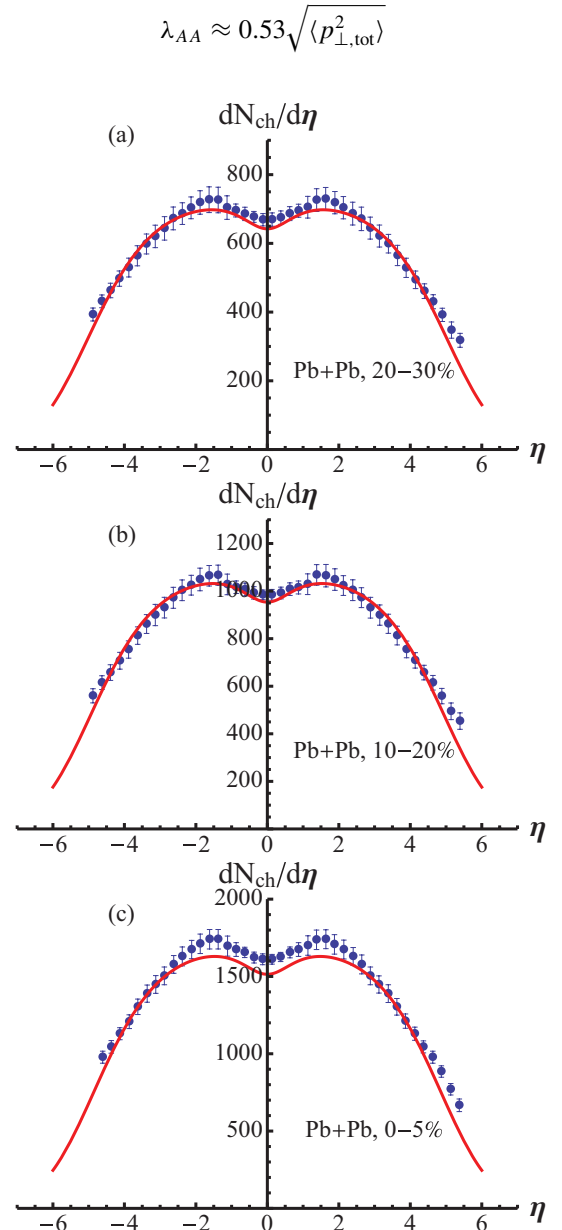 λ_AA ≈ 0.53√⟨p²_⊥,tot⟩
(a)
dN_ch/dη
800
600
400
200
Pb+Pb, 20−30%
−6 −4 −2 0 2 4 6 η
(b)
dN_ch/dη
1200
1000
800
600
400
200
Pb+Pb, 10−20%
−6 −4 −2 0 2 4 6 η
(c)
dN_ch/dη
2000
1500
1000
500
Pb+Pb, 0−5%
−6 −4 −2 0 2 4 6 η